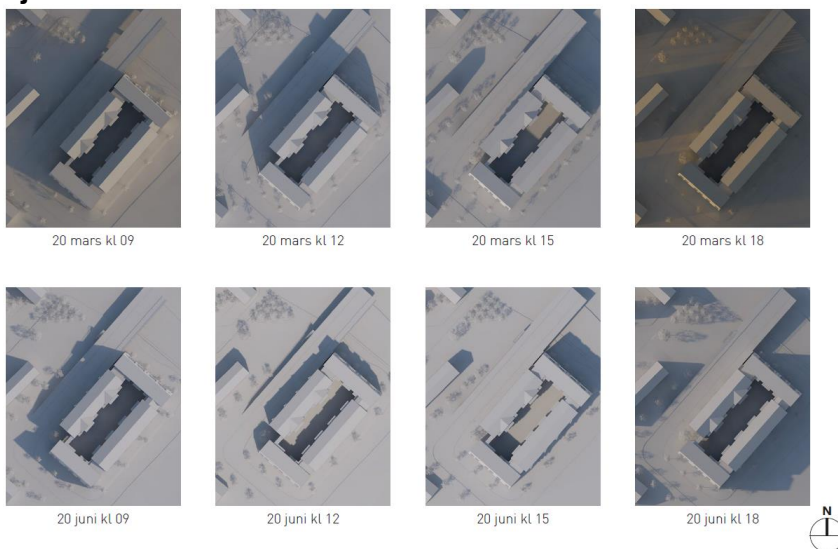 20 mars kl 09
20 mars kl 12
20 mars kl 15
20 mars kl 18
20 juni kl 09
20 juni kl 12
20 juni kl 15
20 juni kl 18
N